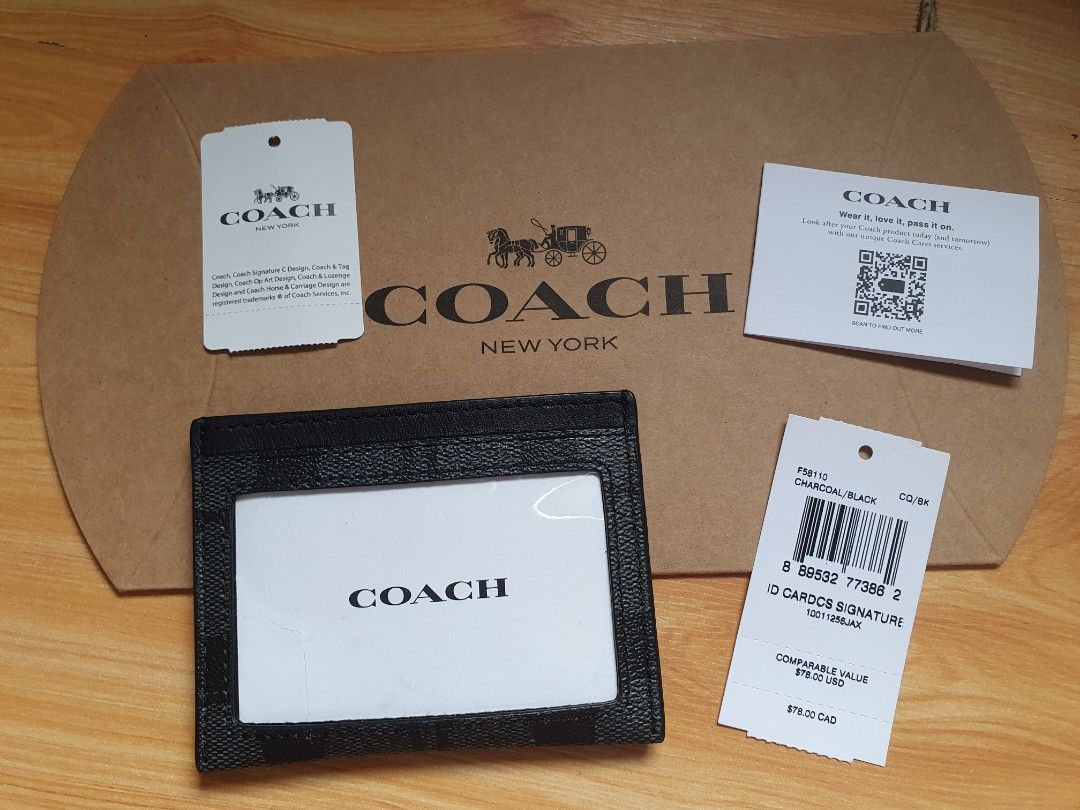 COACH
NEW YORK
Coach, Coach Signature C Design, Coach & Tag
Design, Coach Op Art Design, Coach & Lozenge
Design and Coach Horse & Carriage Design are
registered trademarks ® of Coach Services, Inc.
COACH
NEW YORK
COACH
Wear it, love it, pass it on.
Look after your Coach product today (and tomorrow)
with our unique Coach Cares services.
SCAN TO FIND OUT MORE
COACH
F58110
CHARCOAL/BLACK CQ/BK
8 89532 77386 2
ID CARDCS SIGNATURE
10011256JAX
COMPARABLE VALUE
$78.00 USD
$78.00 CAD